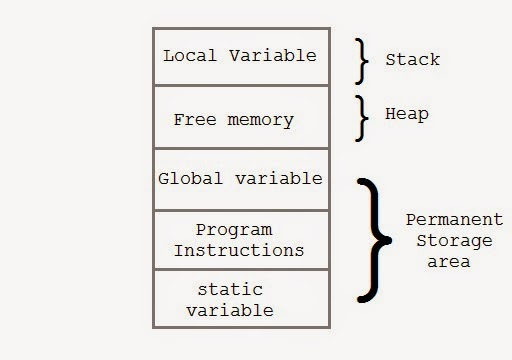 Local Variable
Stack
Free memory
Heap
Global variable
Program
Instructions
static
variable
Permanent
Storage
area